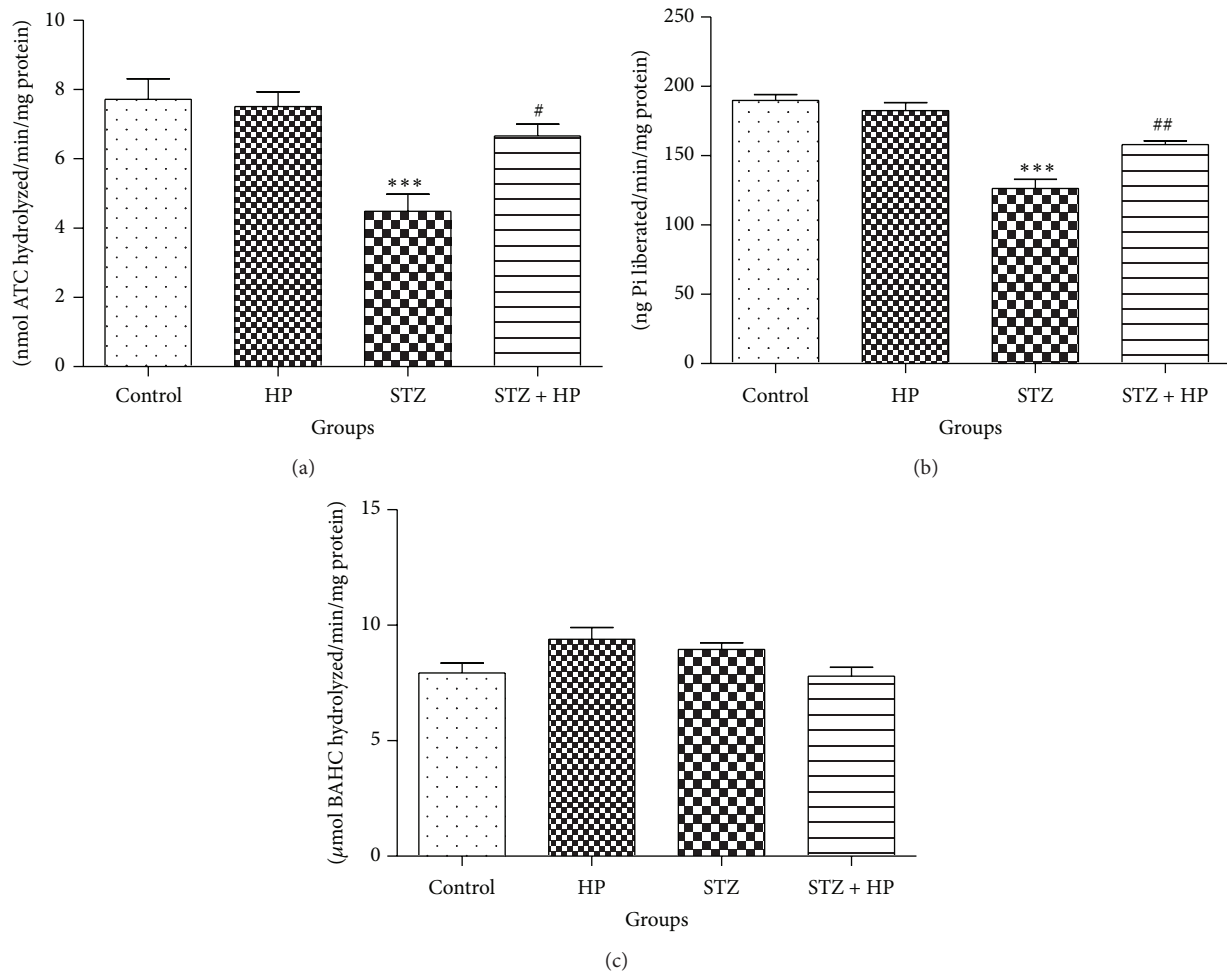 (nmol ATC hydrolyzed/min/mg protein)
10
8
6
4
2
0
***
#
Control
HP
STZ
STZ + HP
Groups
(a)
(ng Pi liberated/min/mg protein)
250
200
150
100
50
0
***
##
Control
HP
STZ
STZ + HP
Groups
(b)
(μmol BAHC hydrolyzed/min/mg protein)
15
10
5
0
Control
HP
STZ
STZ + HP
Groups
(c)